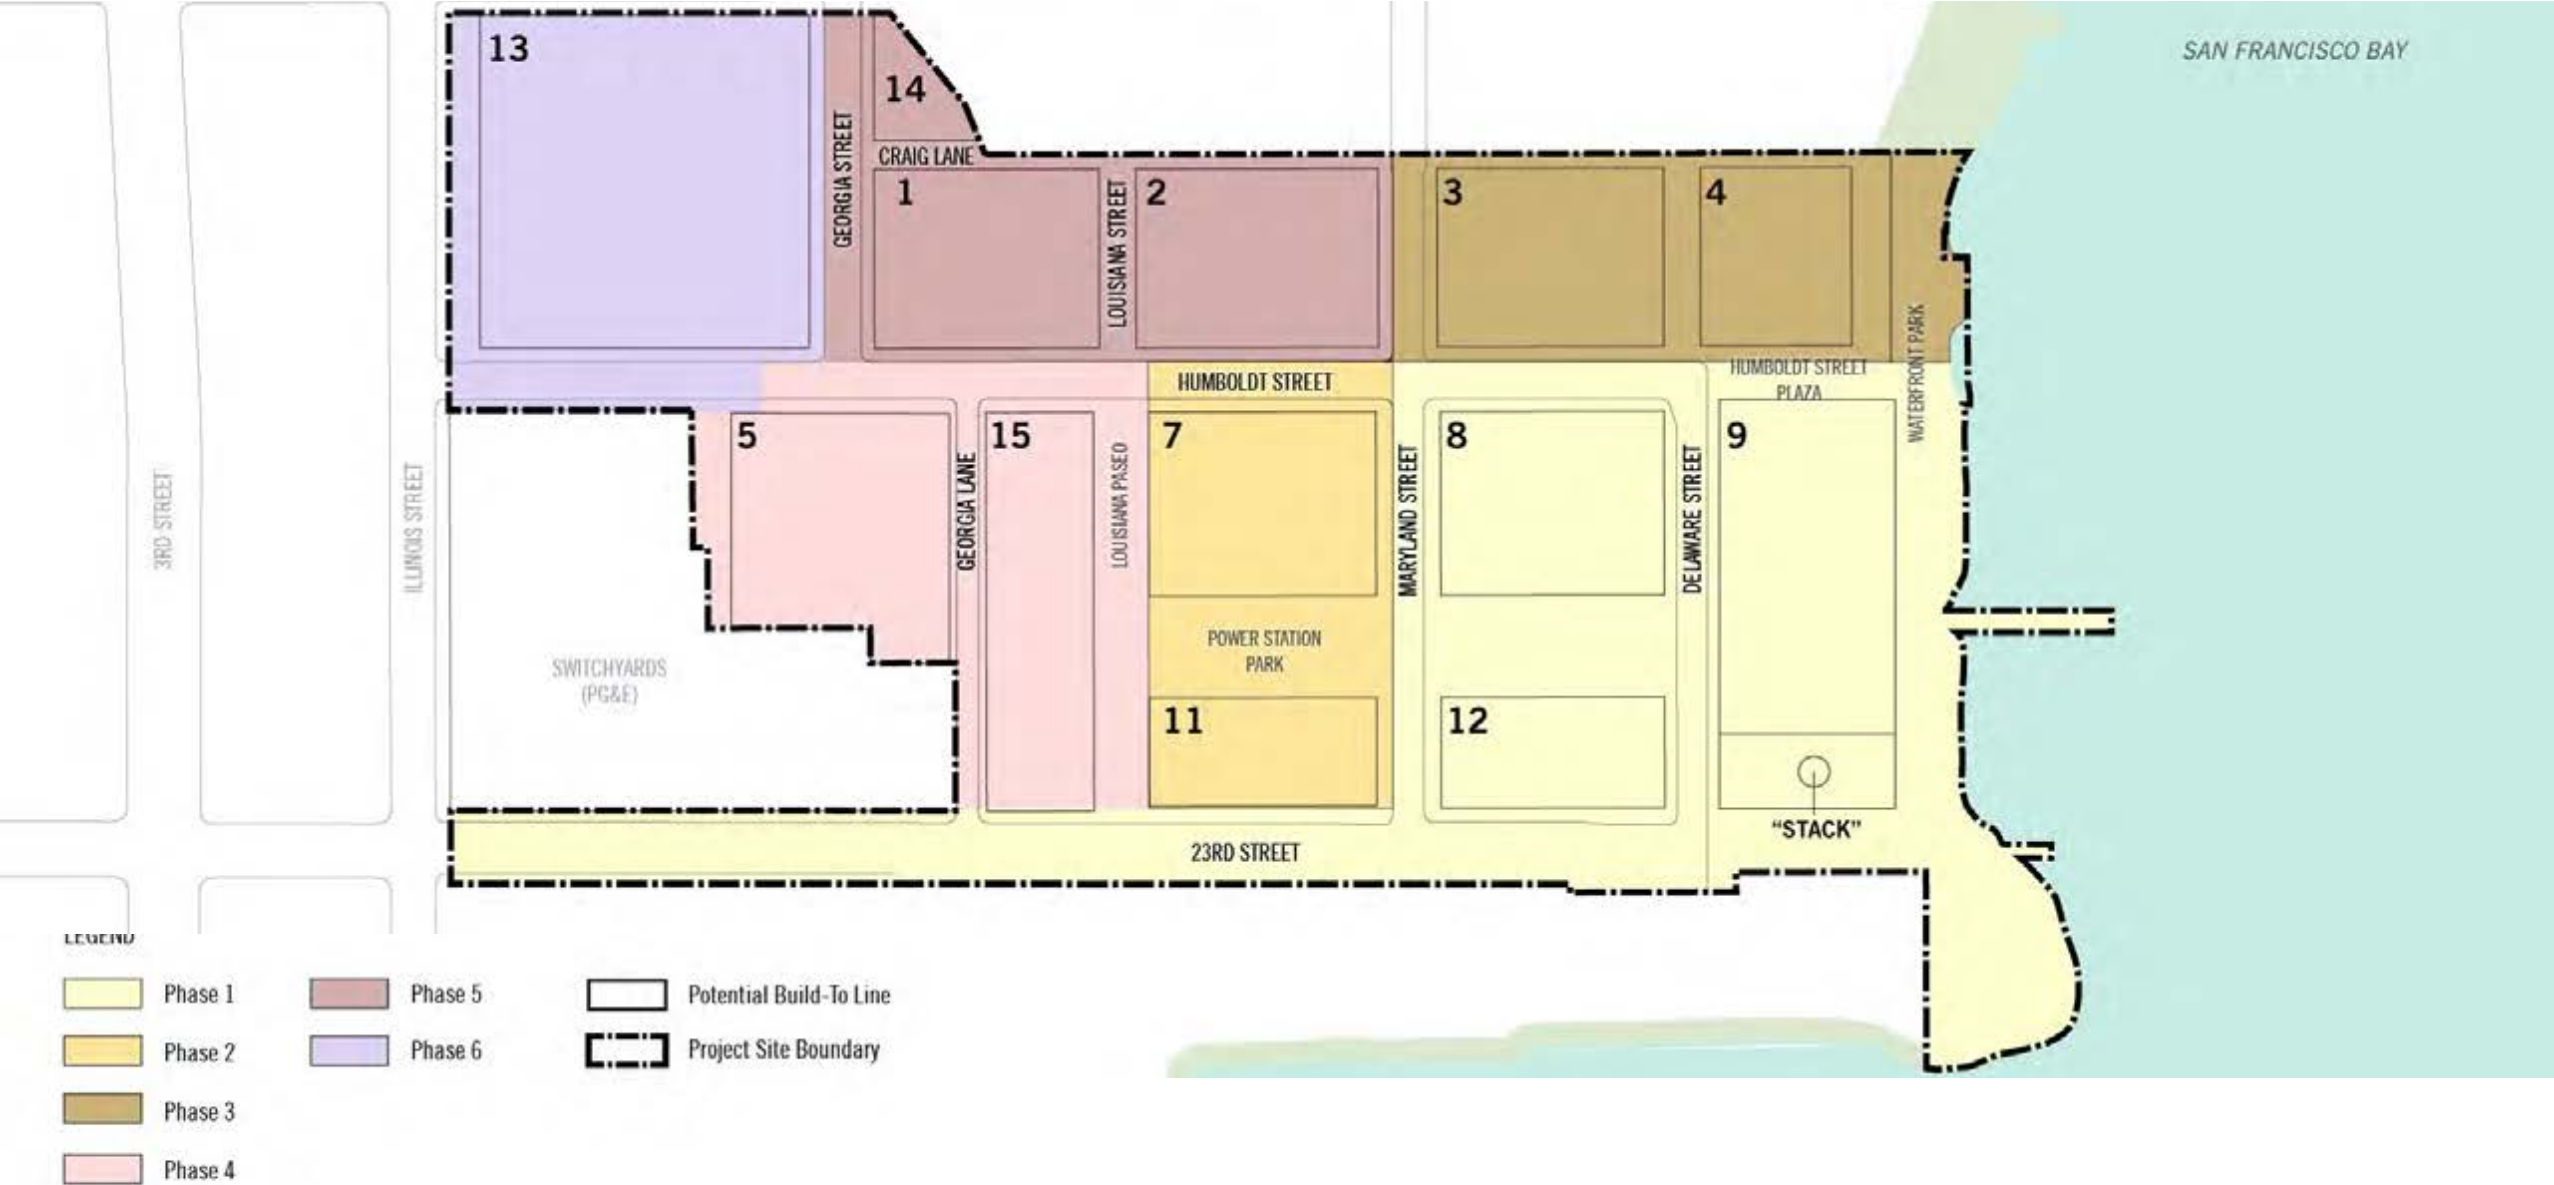 SAN FRANCISCO BAY
13
14
GEORGIA STREET
CRAIG LANE
1
LOUISIANA STREET
2
3
4
WATERFRONT PARK
HUMBOLDT STREET
HUMBOLDT STREET
PLAZA
5
15
7
8
9
3RD STREET
ILLINOIS STREET
GEORGIA LANE
LOUISIANA PASEO
MARYLAND STREET
DELAWARE STREET
POWER STATION
PARK
SWITCHYARDS
(PG&E)
11
12
"STACK"
23RD STREET
LEGEND
Phase 1
Phase 5
Potential Build-To Line
Phase 2
Phase 6
Project Site Boundary
Phase 3
Phase 4